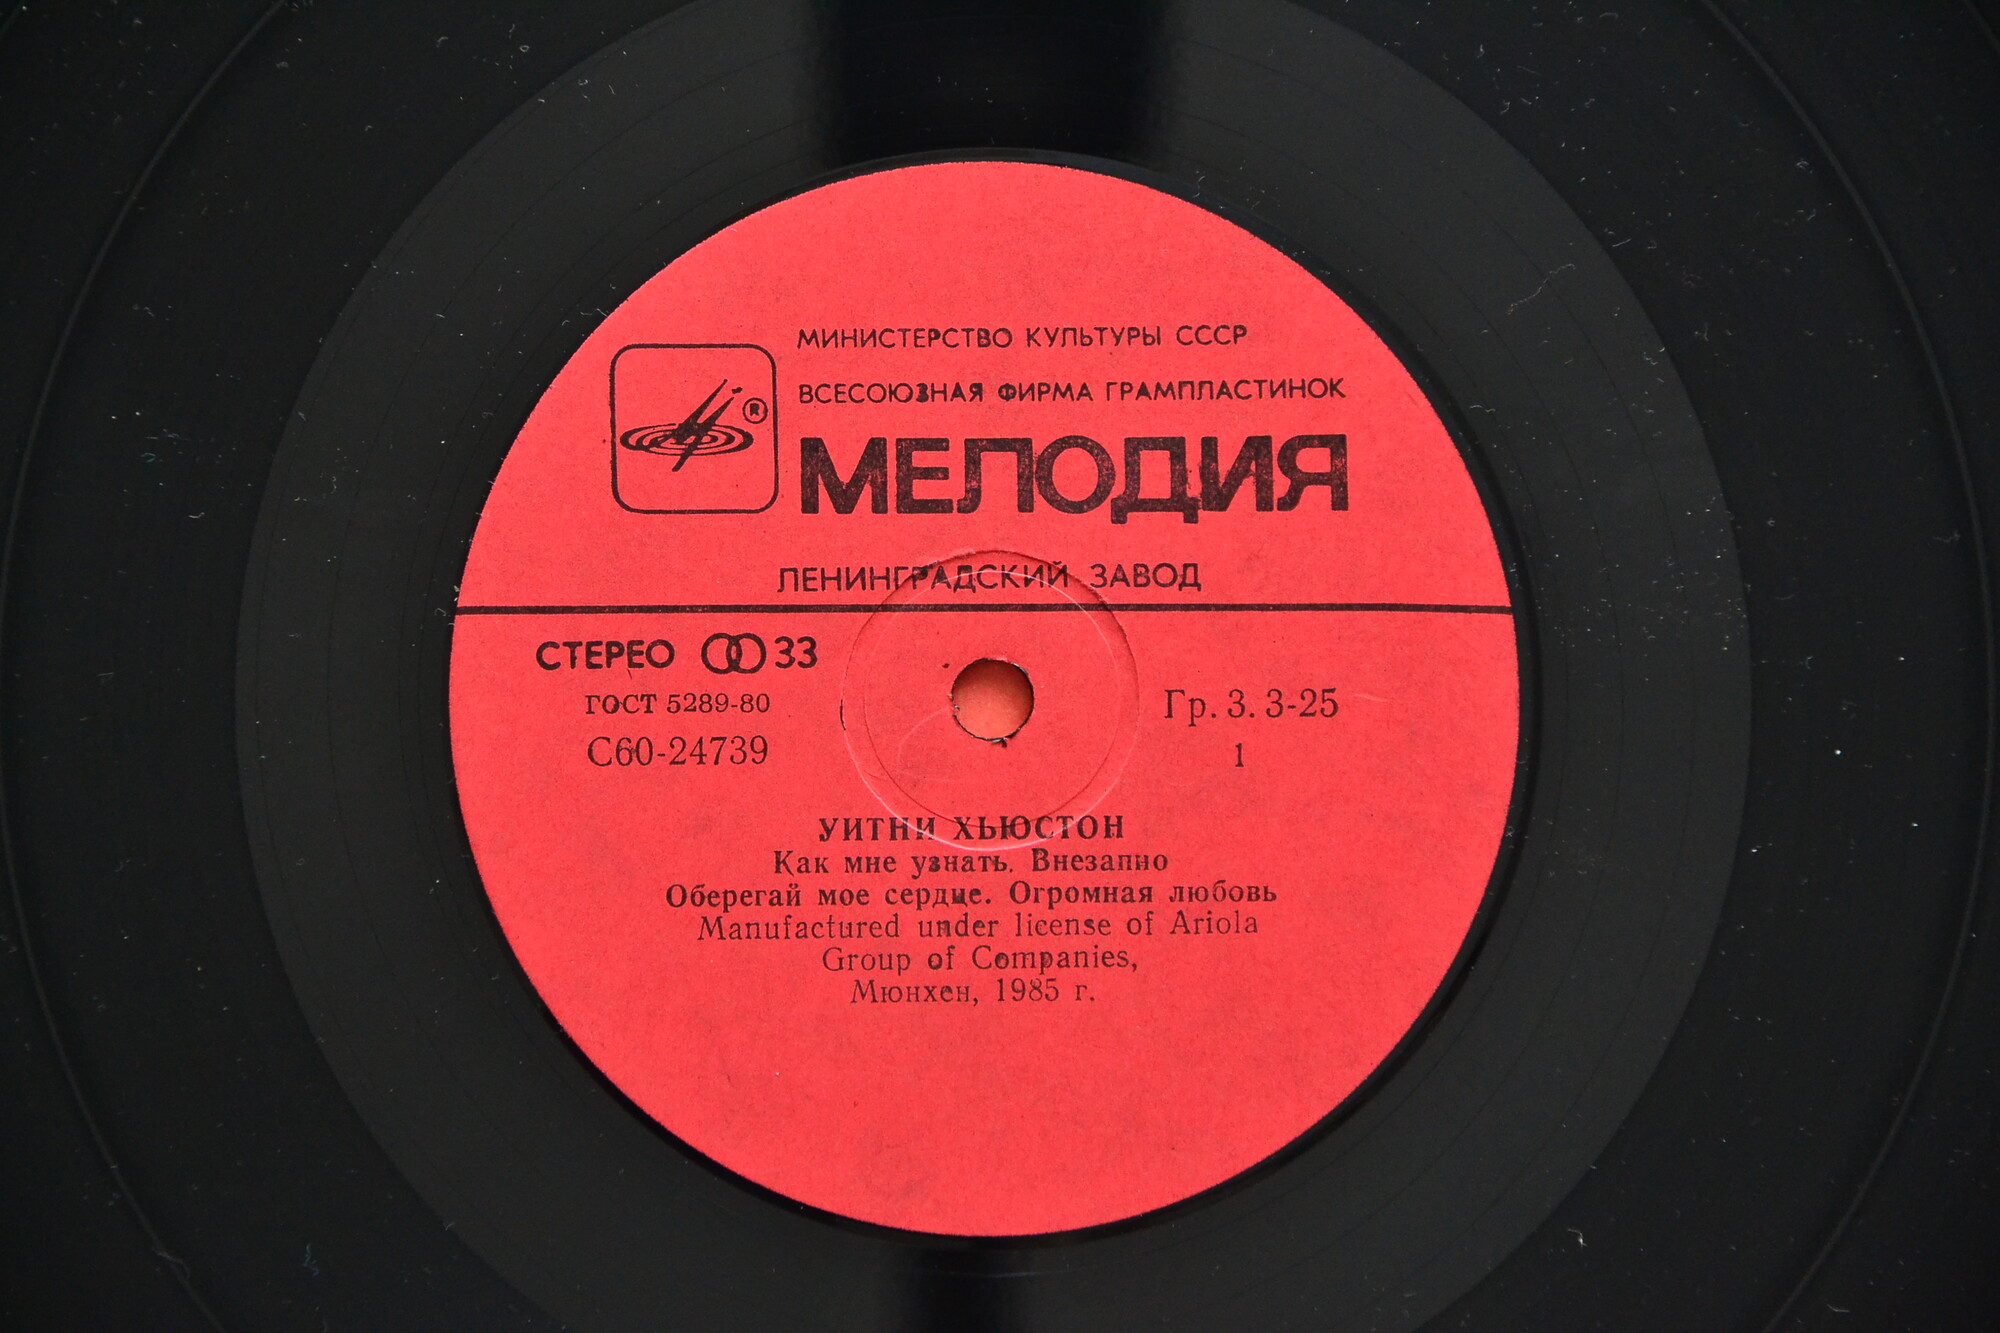 МИНИСТЕРСТВО КУЛЬТУРЫ СССР
ВСЕСОЮЗНАЯ ФИРМА ГРАМПЛАСТИНОК
®
МЕЛОДИЯ
ЛЕНИНГРАДСКИЙ ЗАВОД
СТЕРЕО 33
ГОСТ 5289-80
С60-24739
Гр. 3. 3-25
1
УИТНИ ХЬЮСТОН
Как мне узнать. Внезапно
Оберегай мое сердце. Огромная любовь
Manufactured under license of Ariola
Group of Companies,
Мюнхен, 1985 г.